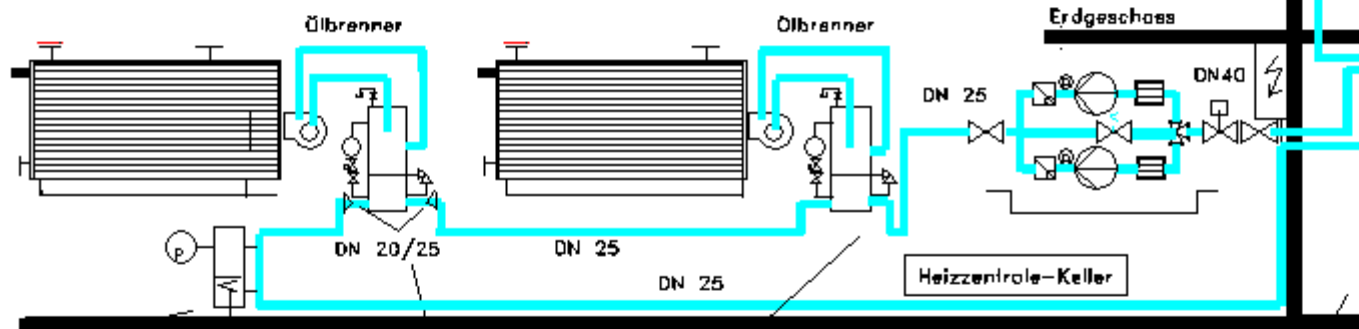 Ölbrenner
Ölbrenner
Erdgeschoss
DN40
DN 25
DN 20/25
DN 25
DN 25
Heizzentrale-Keller
P